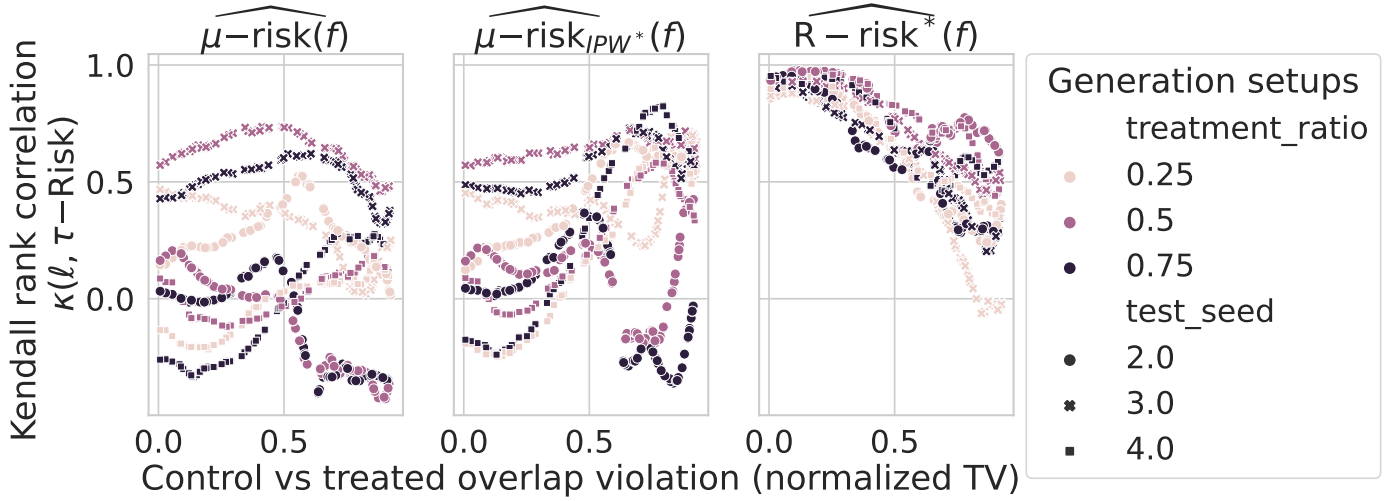 μ−risk(f)
μ−risk_{IPW*}(f)
R − risk*(f)
Kendall rank correlation
κ(ℓ, τ−Risk)
1.0
0.5
0.0
0.0 0.5
0.0 0.5
0.0 0.5
Control vs treated overlap violation (normalized TV)
Generation setups
treatment_ratio
0.25
0.5
0.75
test_seed
2.0
3.0
4.0